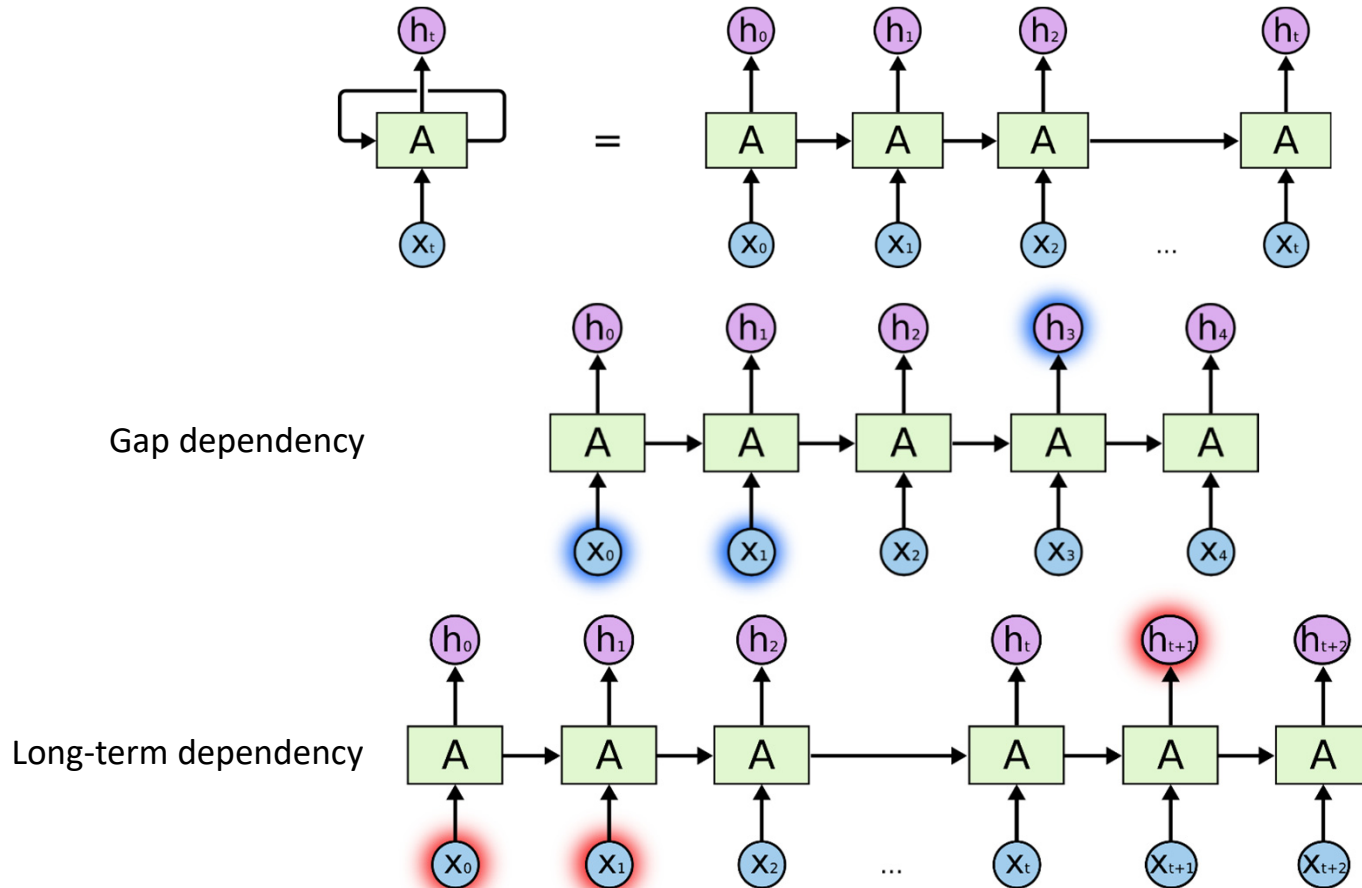 hₜ h₀ h₁ h₂ hₜ
A = A A A A
xₜ x₀ x₁ x₂ ... xₜ
h₀ h₁ h₂ h₃ h₄
Gap dependency A A A A A
x₀ x₁ x₂ x₃ x₄
h₀ h₁ h₂ hₜ hₜ₊₁ hₜ₊₂
Long-term dependency A A A A A A
x₀ x₁ x₂ ... xₜ xₜ₊₁ xₜ₊₂